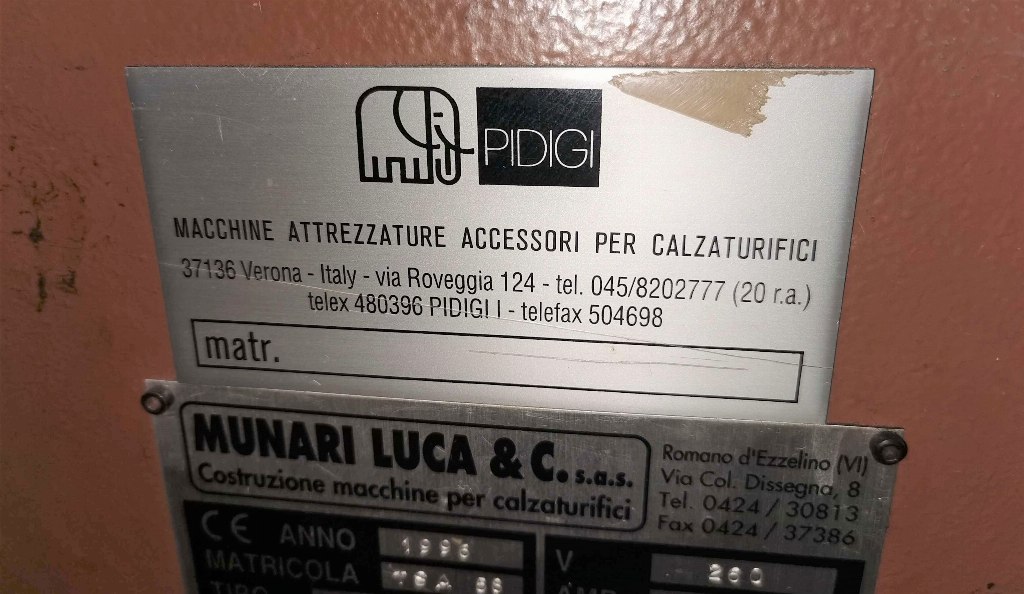 PIDIGI
MACCHINE ATTREZZATURE ACCESSORI PER CALZATURIFICI
37136 Verona - Italy - via Roveggia 124 - tel. 045/8202777 (20 r.a.)
telex 480396 PIDIGI I - telefax 504698
matr.
MUNARI LUCA & C. s.a.s.
Costruzione macchine per calzaturifici
Romano d'Ezzelino (VI)
Via Col. Dissegna, 8
Tel. 0424 / 30813
Fax 0424 / 37386
CE ANNO
MATRICOLA
V 260